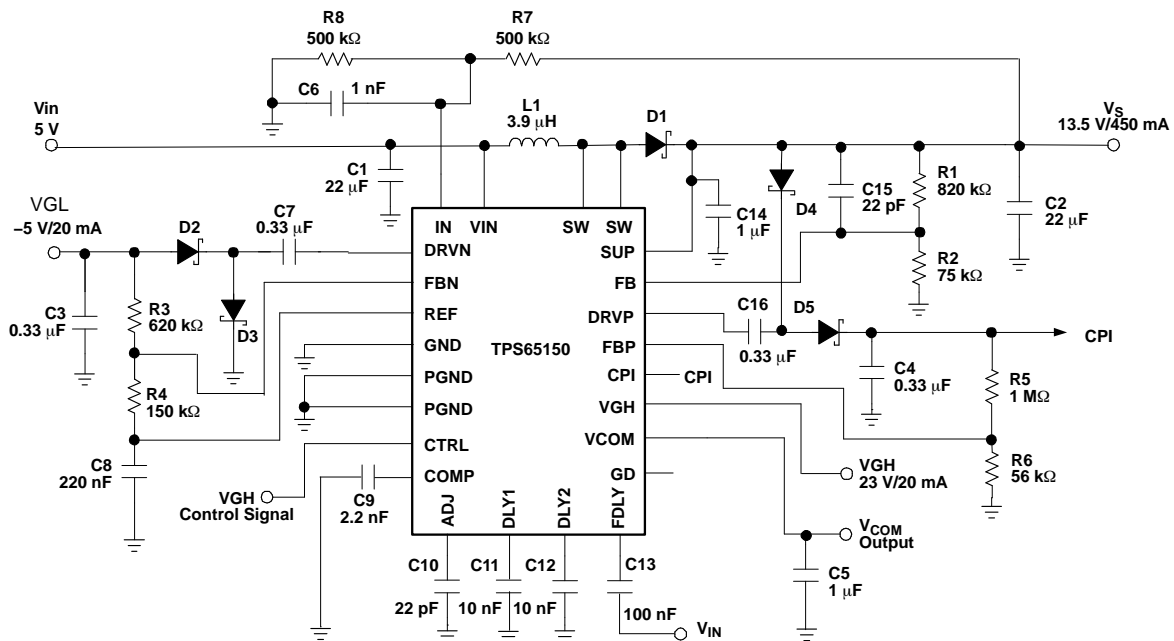 R8
500 kΩ
R7
500 kΩ
C6
1 nF
Vin
5 V
L1
3.9 μH
D1
VS
13.5 V/450 mA
C1
22 μF
C14
1 μF
D4
C15
22 pF
R1
820 kΩ
C2
22 μF
R2
75 kΩ
VGL
–5 V/20 mA
D2
C7
0.33 μF
D3
C3
0.33 μF
R3
620 kΩ
R4
150 kΩ
C8
220 nF
IN
VIN
SW
SW
DRVN
FBN
REF
GND
PGND
PGND
CTRL
COMP
TPS65150
SUP
FB
DRVP
FBP
CPI
VGH
VCOM
GD
ADJ
DLY1
DLY2
FDLY
C16
0.33 μF
D5
CPI
C4
0.33 μF
R5
1 MΩ
R6
56 kΩ
CPI
VGH
23 V/20 mA
VGH
Control Signal
C9
2.2 nF
VCOM
Output
C5
1 μF
C10
22 pF
C11
10 nF
C12
10 nF
C13
100 nF
VIN